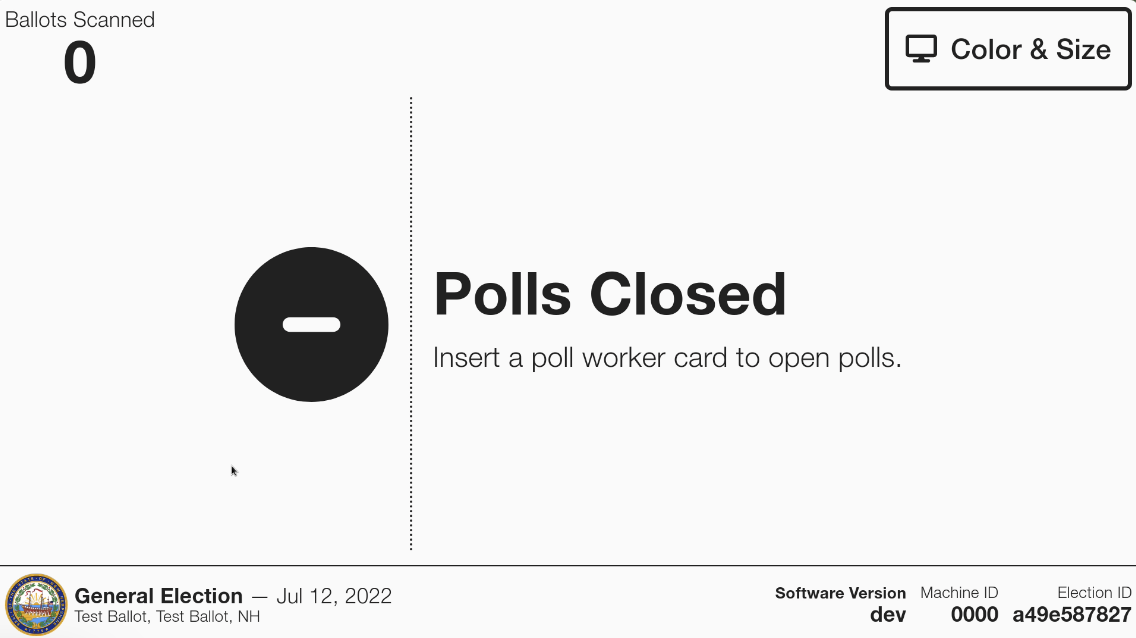 Ballots Scanned
0
Color & Size
Polls Closed
Insert a poll worker card to open polls.
General Election — Jul 12, 2022
Test Ballot, Test Ballot, NH
Software Version
dev
Machine ID
0000
Election ID
a49e587827